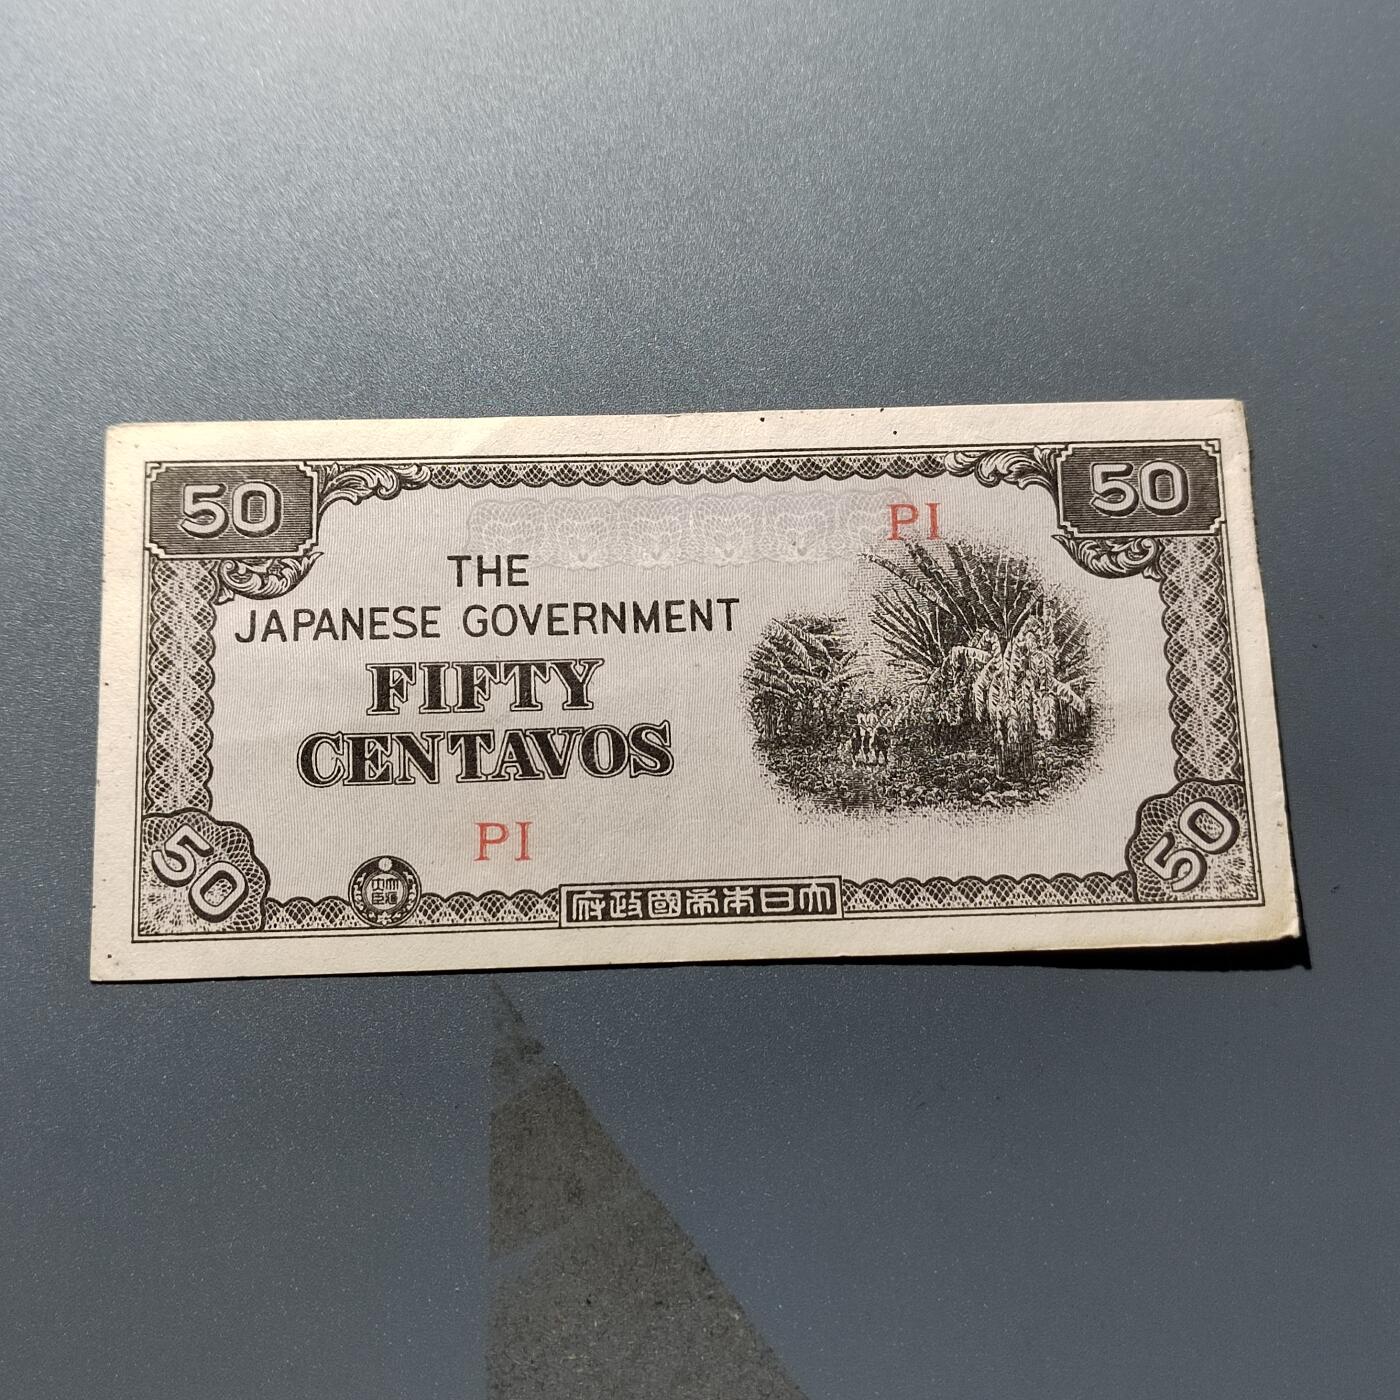 50
50
PI
THE
JAPANESE GOVERNMENT
FIFTY
CENTAVOS
PI
50
50
大日本帝國政府